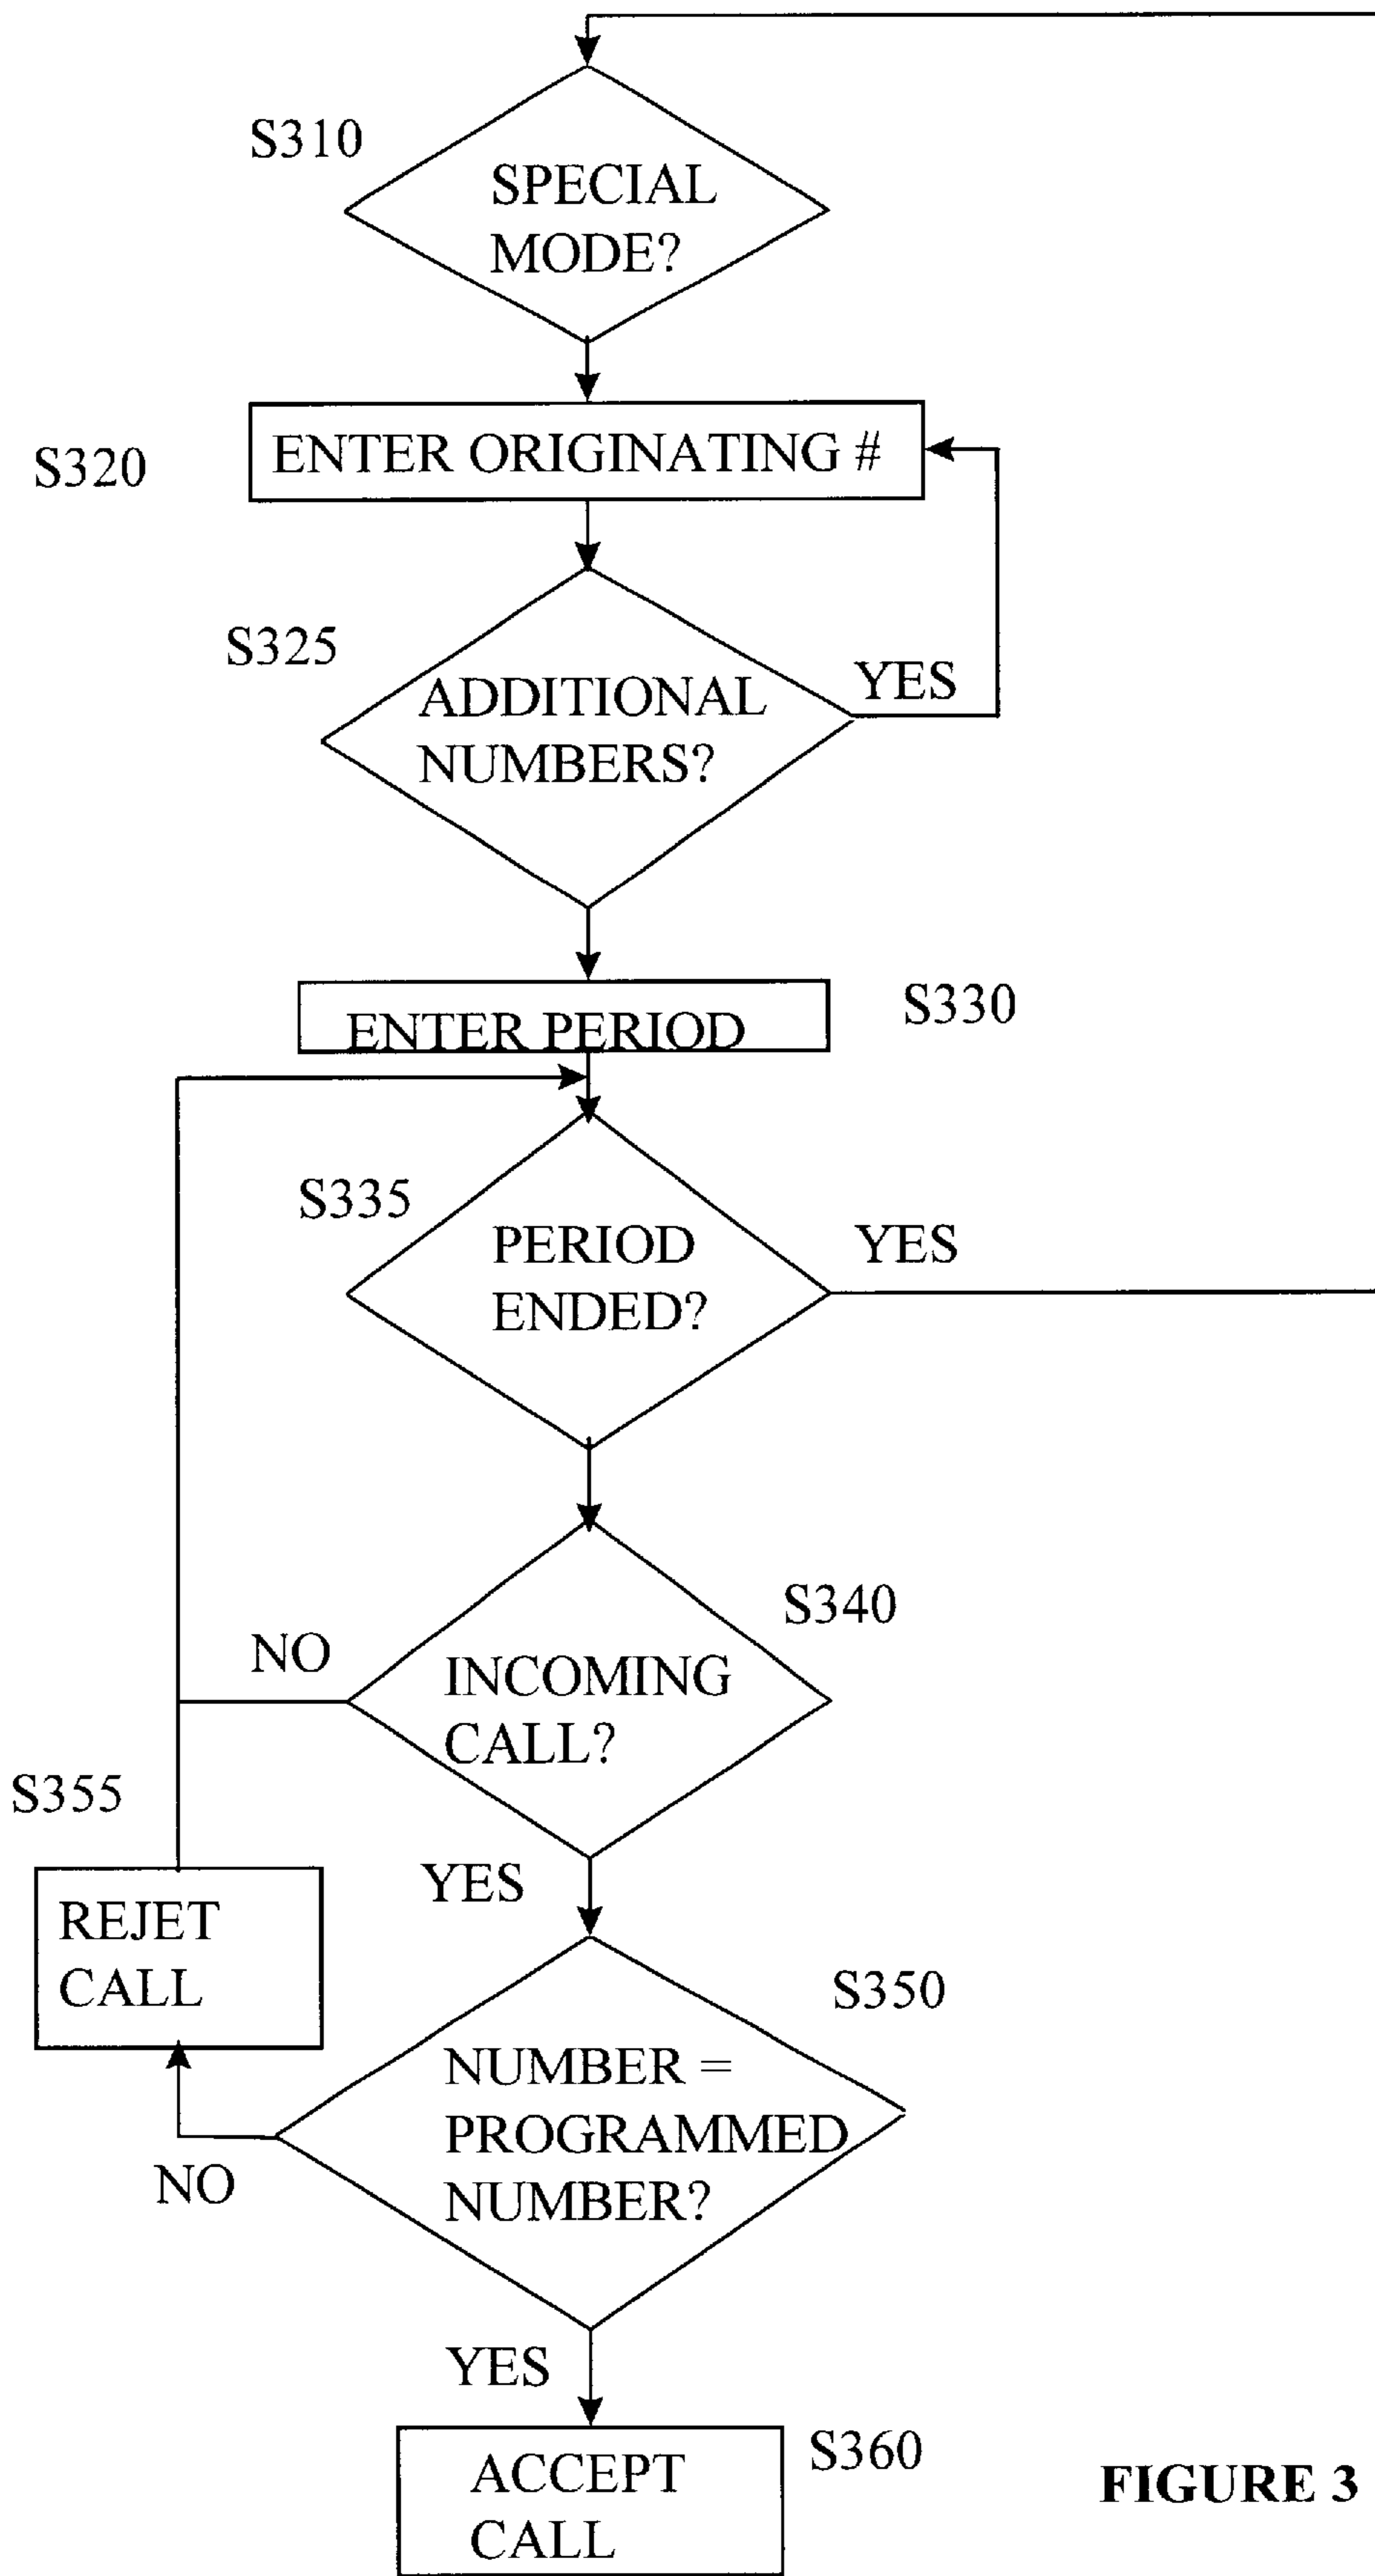 S310
SPECIAL
MODE?
S320
ENTER ORIGINATING #
S325
ADDITIONAL
NUMBERS?
YES
S330
ENTER PERIOD
S335
PERIOD
ENDED?
YES
S340
NO
INCOMING
CALL?
S355
YES
REJET
CALL
S350
NUMBER =
PROGRAMMED
NUMBER?
NO
YES
S360
ACCEPT
CALL
FIGURE 3